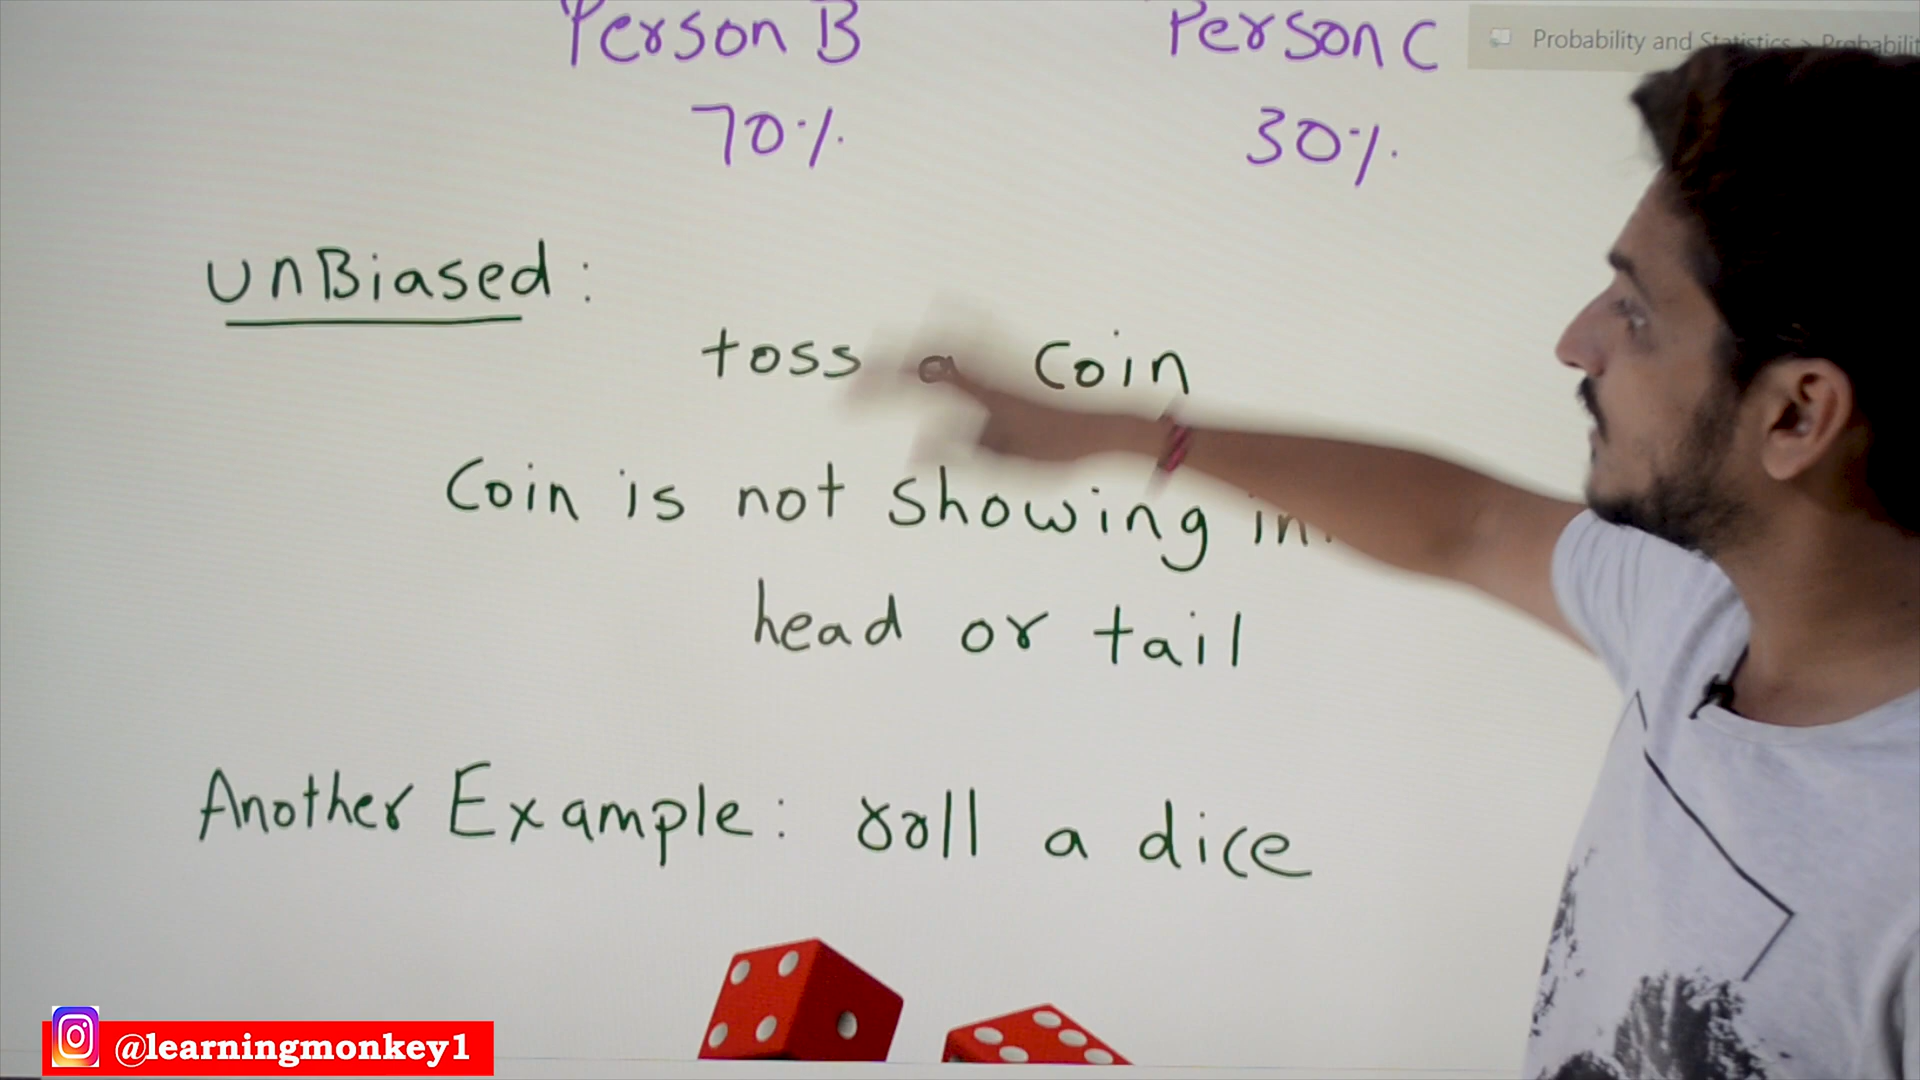 Person B Person C
Probability and Statistics >
70% 30%
UnBiased:
toss a Coin
Coin is not showing
head or tail
Another Example: roll a dice
@learningmonkey1